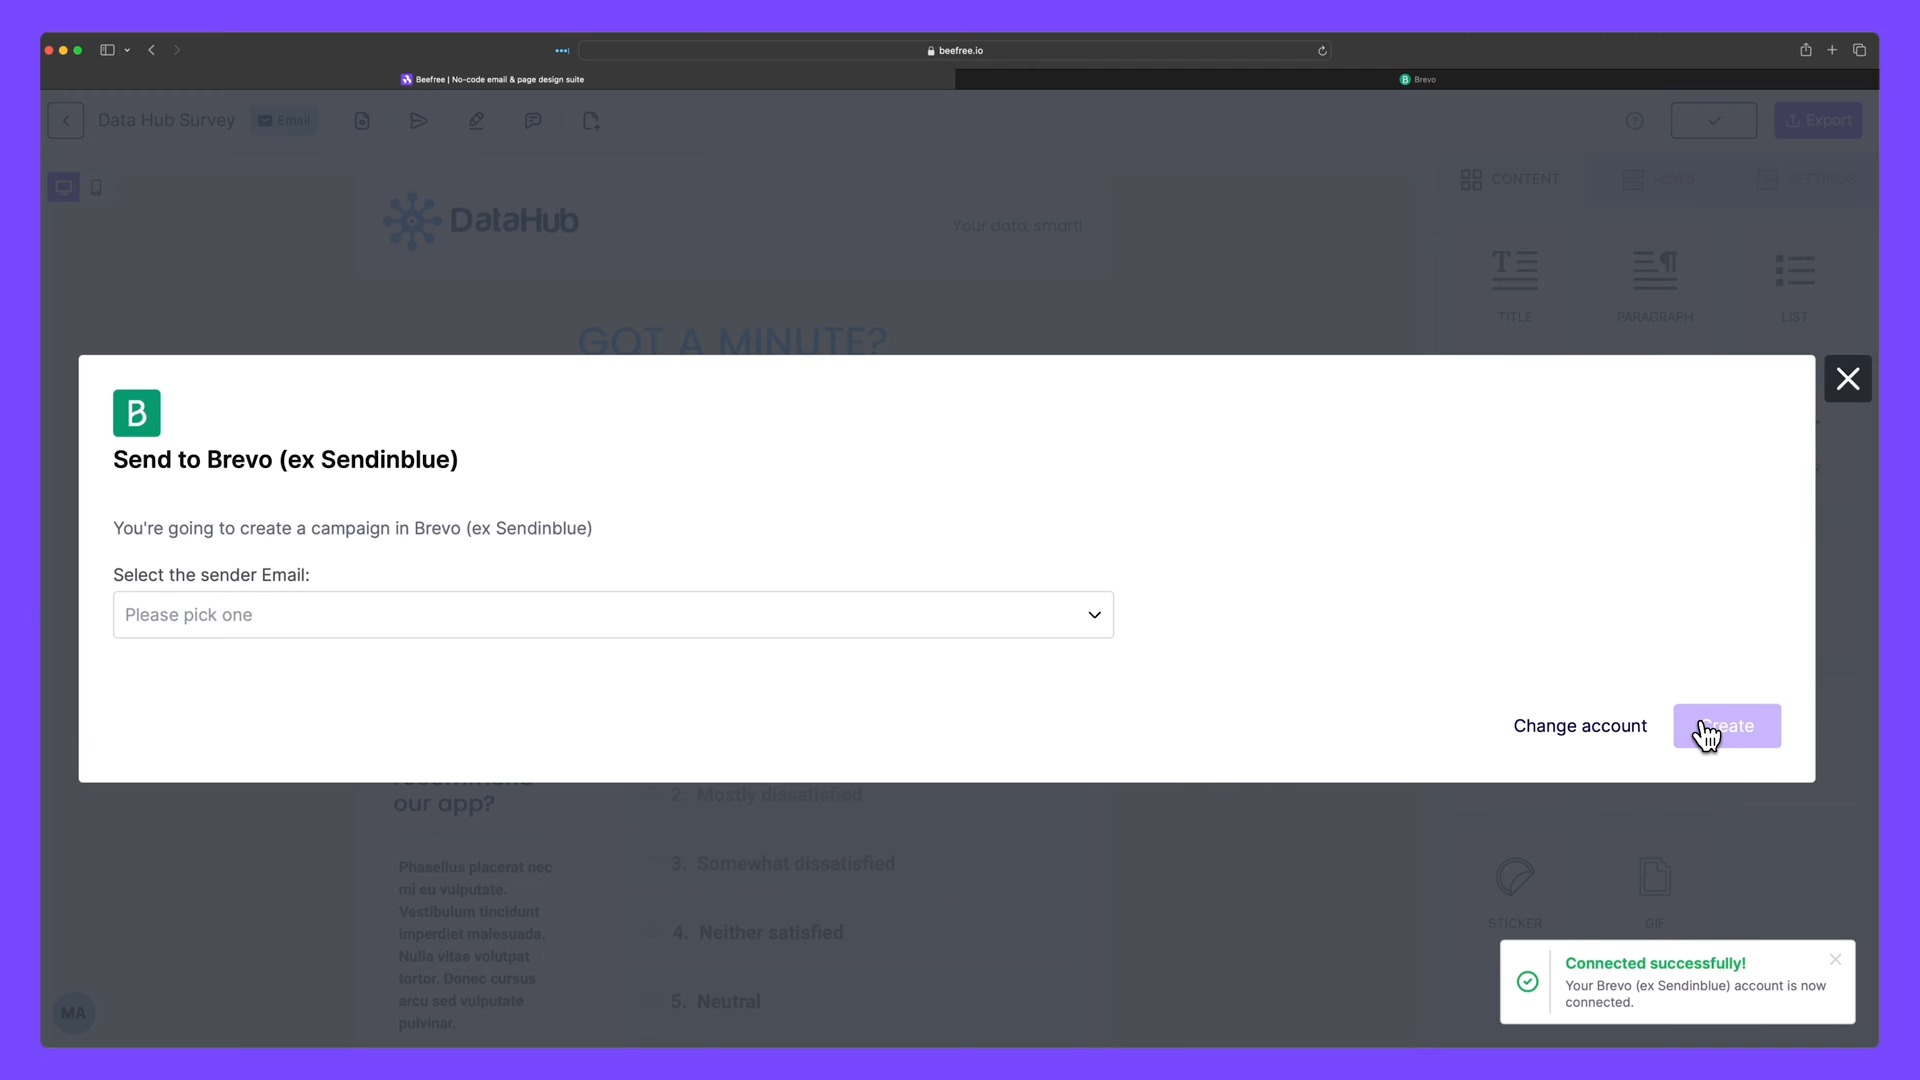 beefree.io
Beefree | No-code email & page design suite
B Brevo
Data Hub Survey
Email
Export
CONTENT
ROWS
SETTINGS
DataHub
Your data, smart!
TITLE
PARAGRAPH
LIST
GOT A MINUTE?
B
Send to Brevo (ex Sendinblue)
You're going to create a campaign in Brevo (ex Sendinblue)
Select the sender Email:
Please pick one
Change account
Create
our app?
2. Mostly dissatisfied
Phasellus placerat nec
mi eu vulputate.
Vestibulum tincidunt
imperdiet malesuada.
Nulla vitae volutpat
tortor. Donec cursus
arcu sed vulputate
pulvinar.
3. Somewhat dissatisfied
4. Neither satisfied
5. Neutral
STICKER
GIF
Connected successfully!
Your Brevo (ex Sendinblue) account is now
connected.
MA